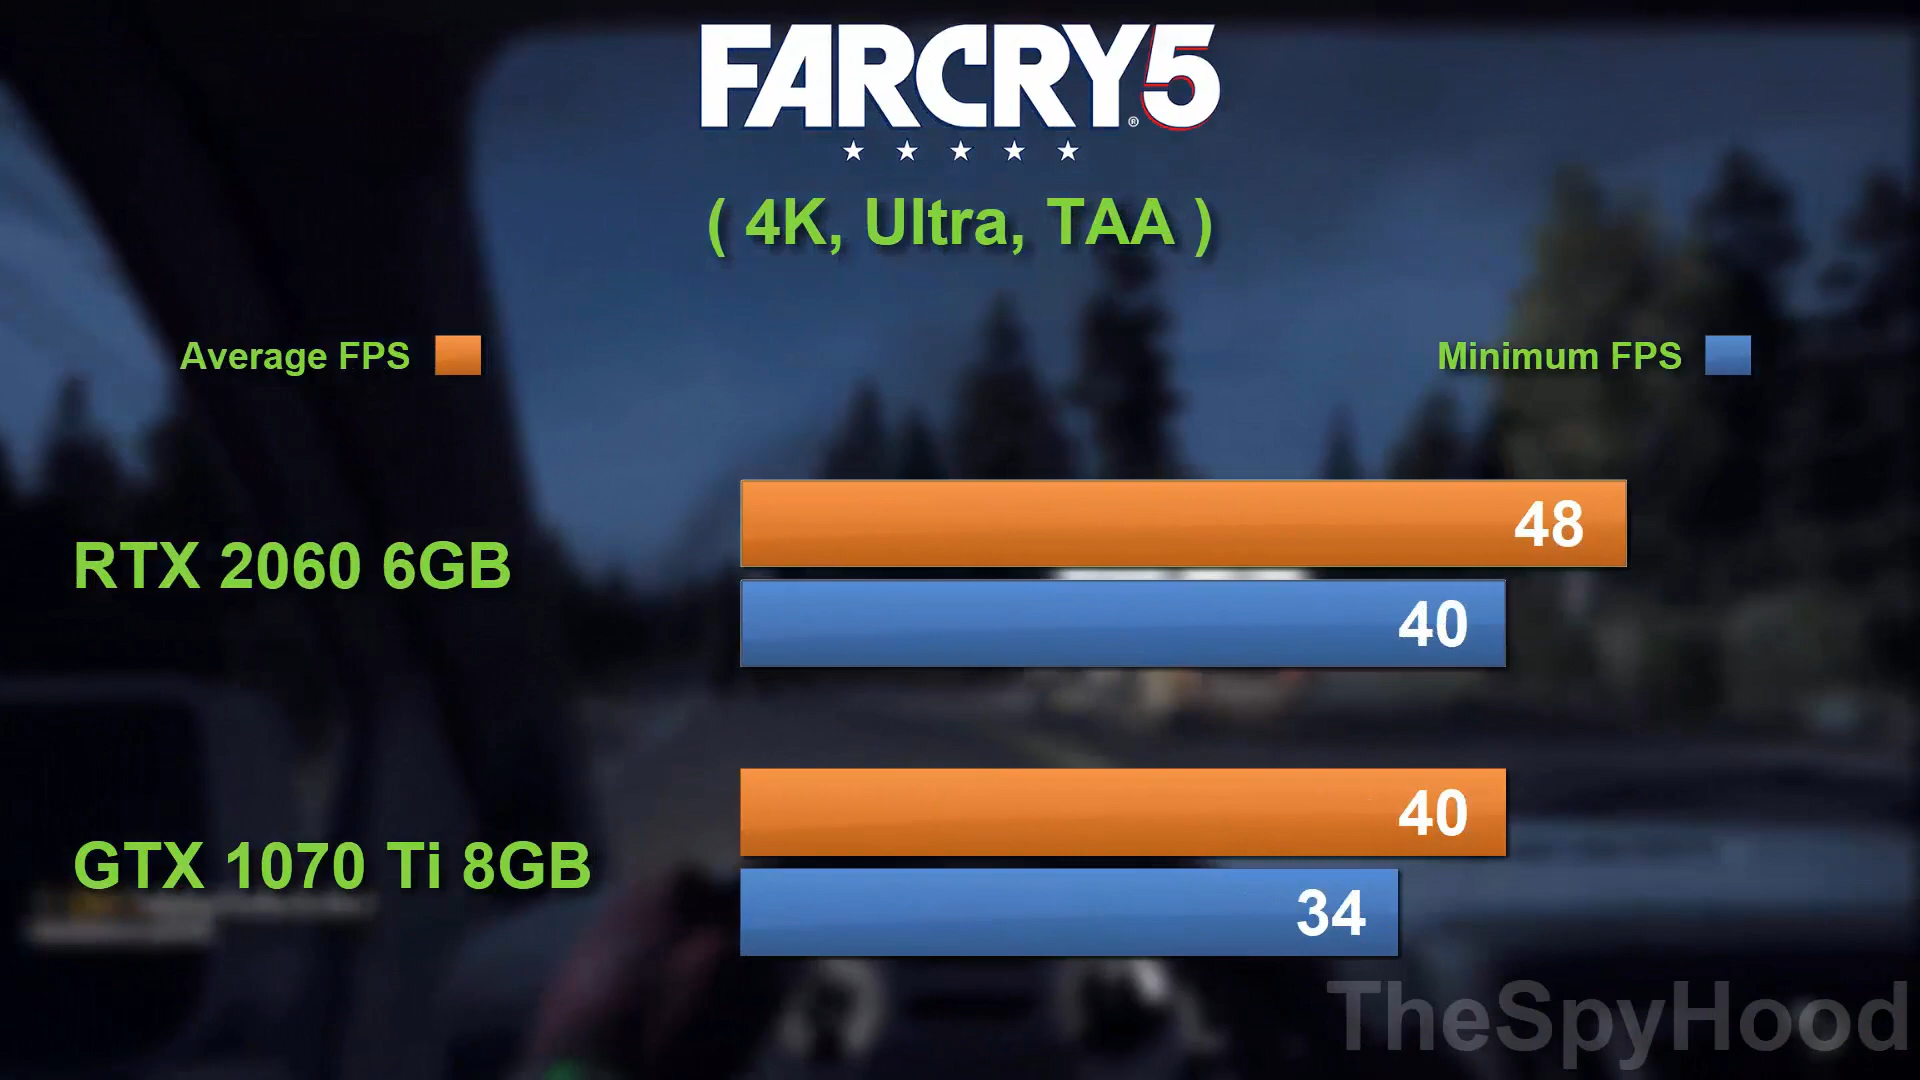 FARCRY5®
( 4K, Ultra, TAA )
Average FPS
Minimum FPS
RTX 2060 6GB
48
40
GTX 1070 Ti 8GB
40
34
TheSpyHood